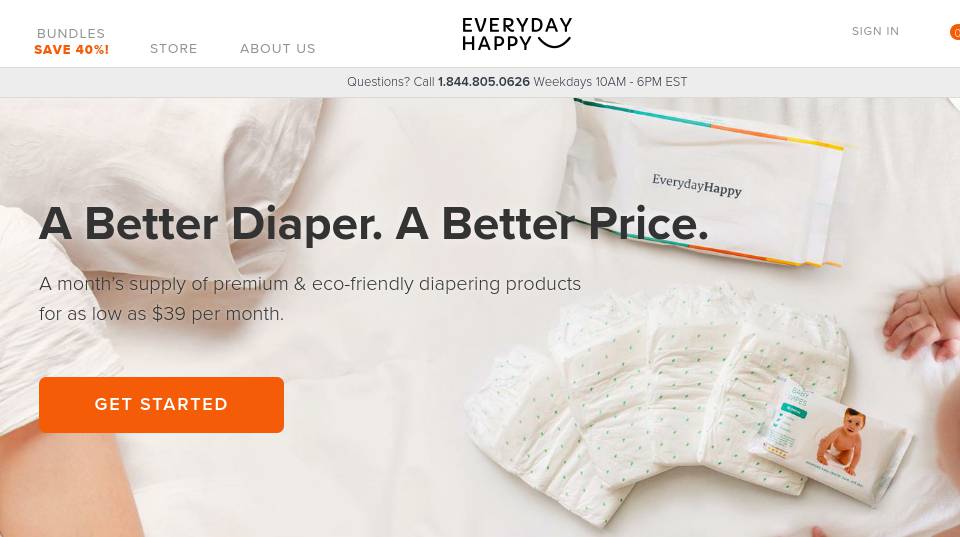 BUNDLES
SAVE 40%!
STORE
ABOUT US
EVERYDAY
HAPPY
SIGN IN
Questions? Call 1.844.805.0626 Weekdays 10AM - 6PM EST
EverydayHappy
A Better Diaper. A Better Price.
A month's supply of premium & eco-friendly diapering products
for as low as $39 per month.
GET STARTED
BABY
WIPES